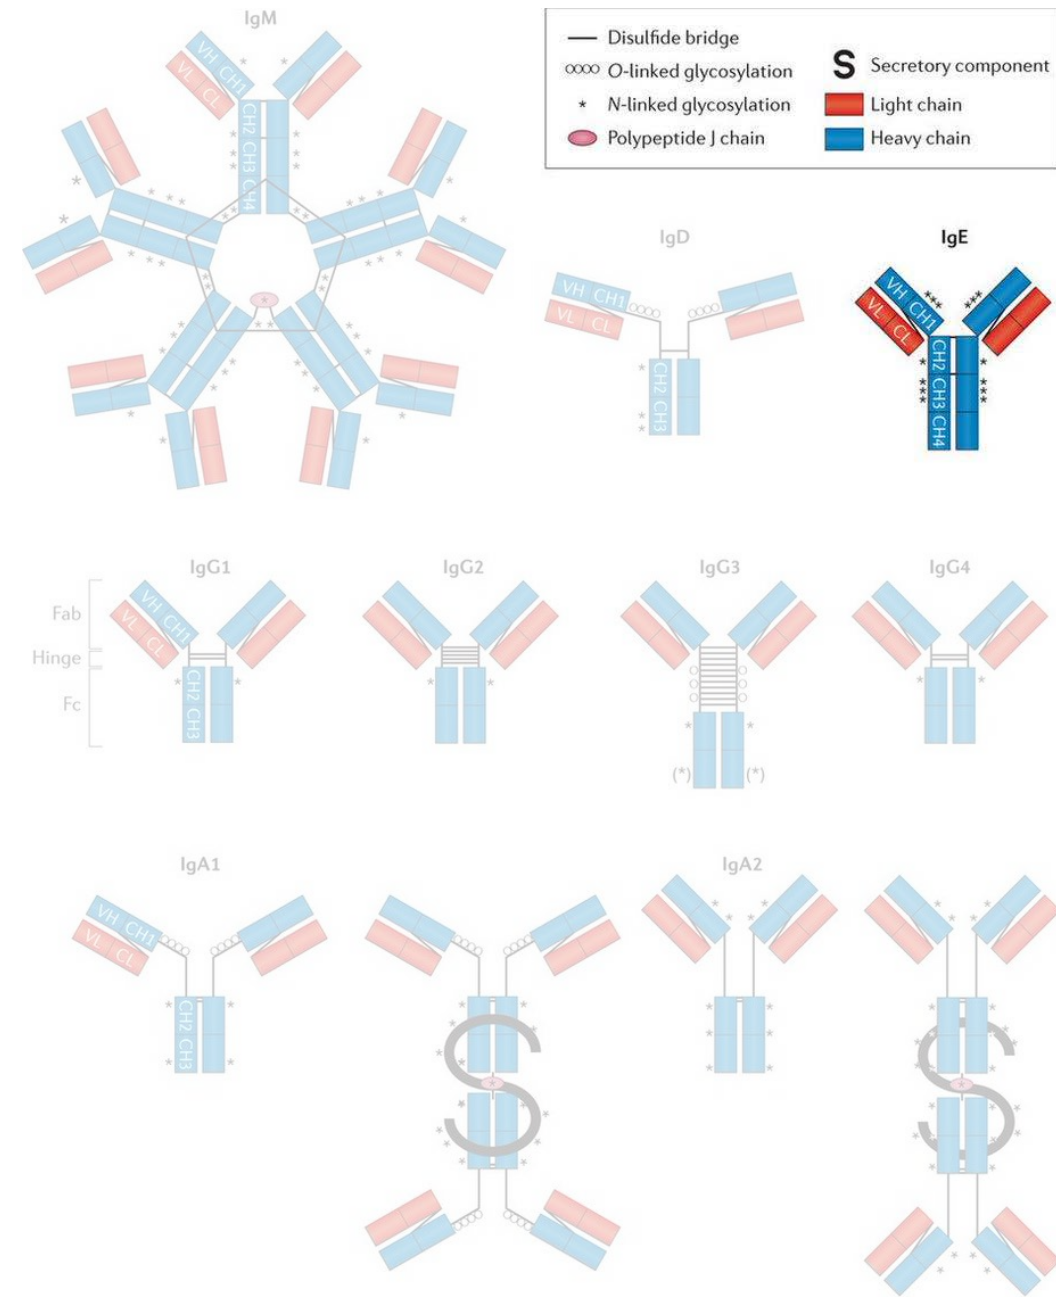 IgM
VH CH1
VL CL
CH2 CH3 CH4
Disulfide bridge
O-linked glycosylation
* N-linked glycosylation
Polypeptide J chain
S Secretory component
Light chain
Heavy chain
IgD
VH CH1
VL CL
CH2 CH3
IgE
VH CH1
VL CL
CH2 CH3 CH4
IgG1
IgG2
IgG3
IgG4
Fab
Hinge
Fc
VH CH1
VL CL
CH2 CH3
(*) (*)
IgA1
IgA2
VH CH1
VL CL
CH2 CH3
S
S